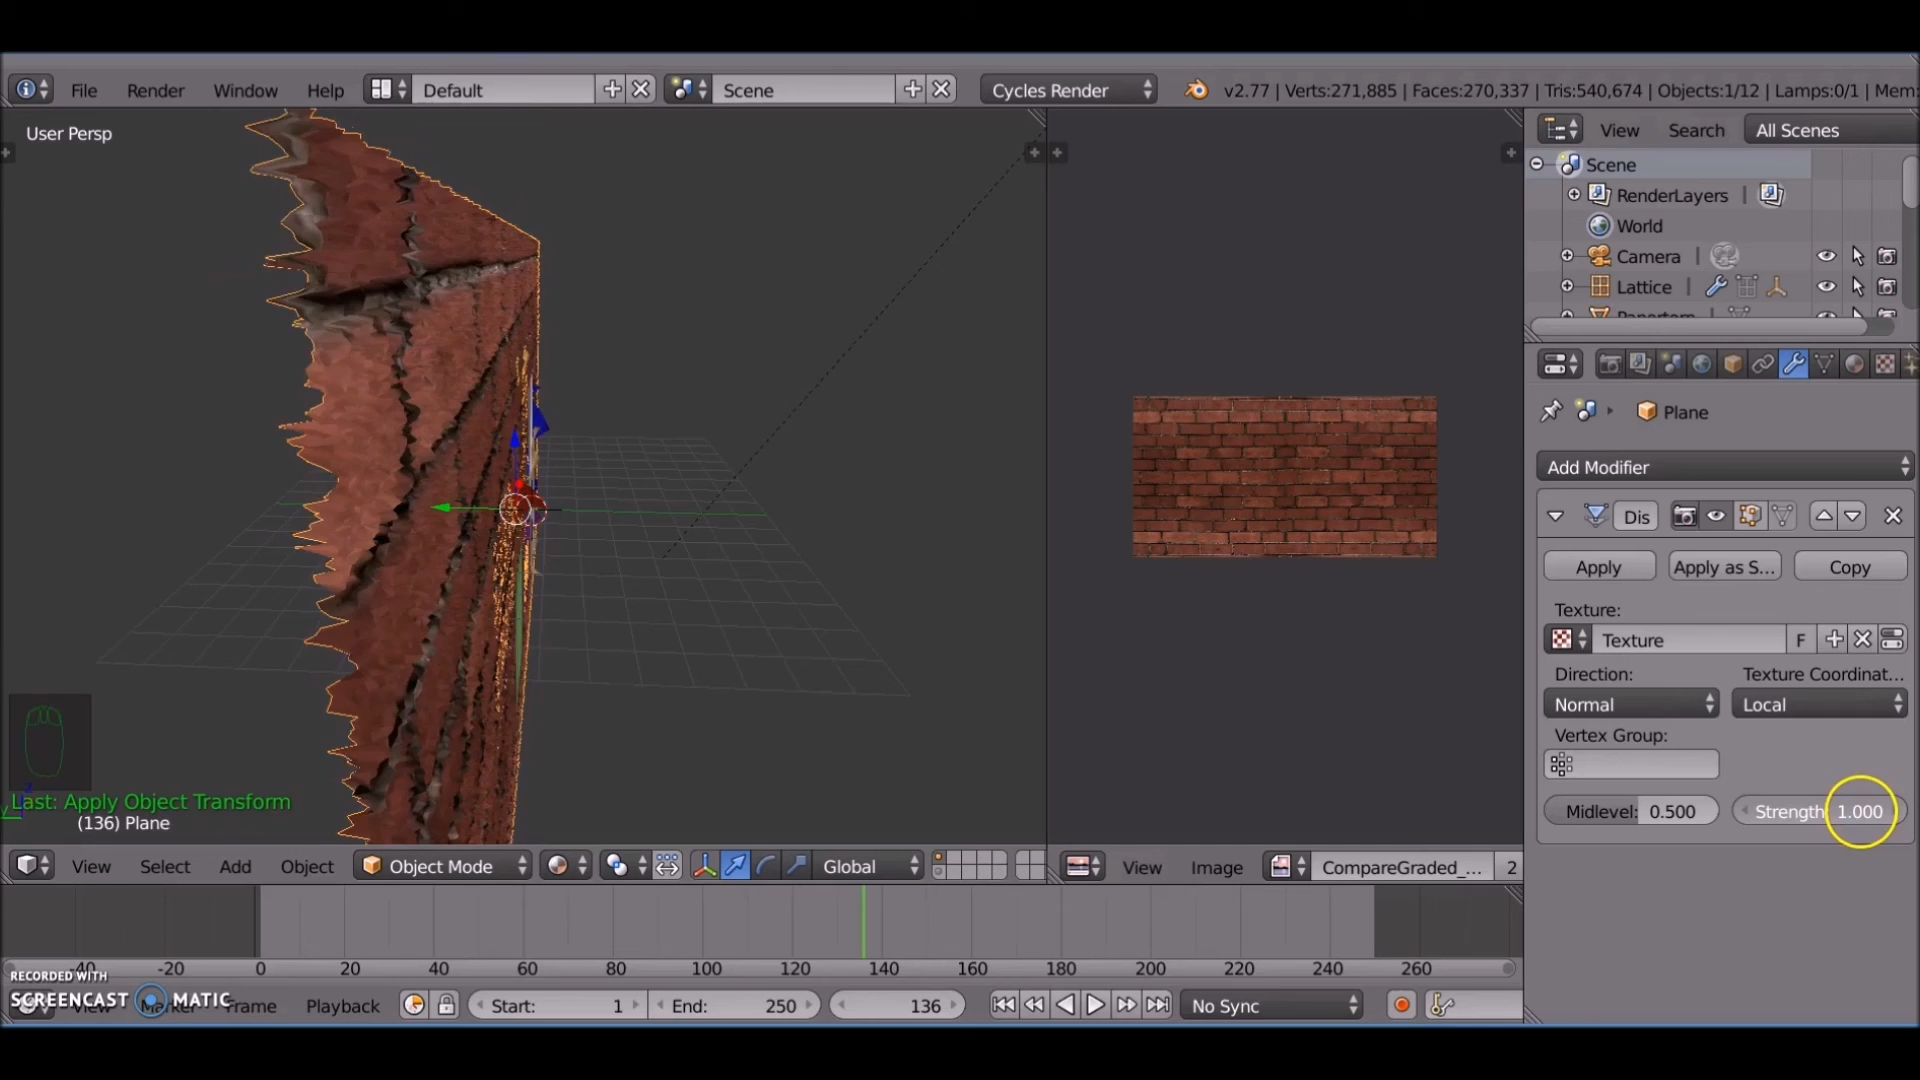 File Render Window Help Default Scene Cycles Render v2.77 | Verts:271,885 | Faces:270,337 | Tris:540,674 | Objects:1/12 | Lamps:0/1 | Mem:
User Persp
View Search All Scenes
Scene
RenderLayers
World
Camera
Lattice
Plane
Add Modifier
Dis
Apply Apply as S... Copy
Texture:
Texture F
Direction: Texture Coordinat...
Normal Local
Vertex Group:
Midlevel: 0.500 Strength 1.000
Last: Apply Object Transform
(136) Plane
View Select Add Object Object Mode Global View Image CompareGraded_... 2
-40 -20 0 20 40 60 80 100 120 140 160 180 200 220 240 260
RECORDED WITH
SCREENCAST MATIC
View Marker Frame Playback Start: 1 End: 250 136 No Sync